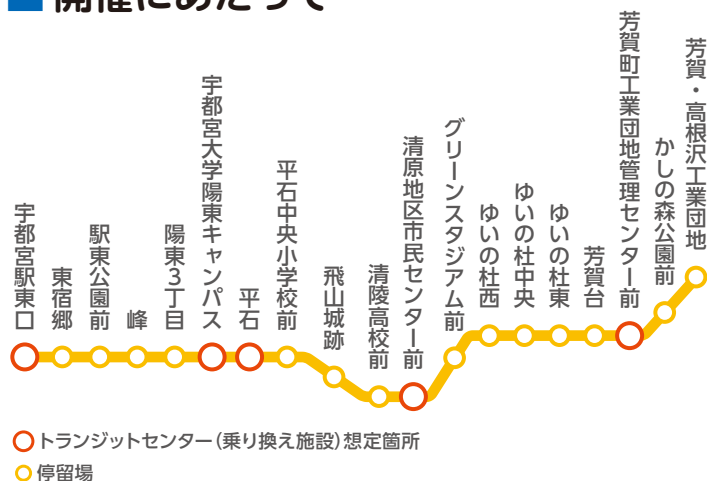 開催にあたって
宇都宮駅東口
東宿郷
駅東公園前
峰
陽東3丁目
宇都宮大学陽東キャンパス
平石
平石中央小学校前
飛山城跡
清陵高校前
清原地区市民センター前
グリーンスタジアム前
ゆいの杜西
ゆいの杜中央
ゆいの杜東
芳賀台
芳賀町工業団地管理センター前
かしの森公園前
芳賀・高根沢工業団地
トランジットセンター(乗り換え施設)想定箇所
停留場